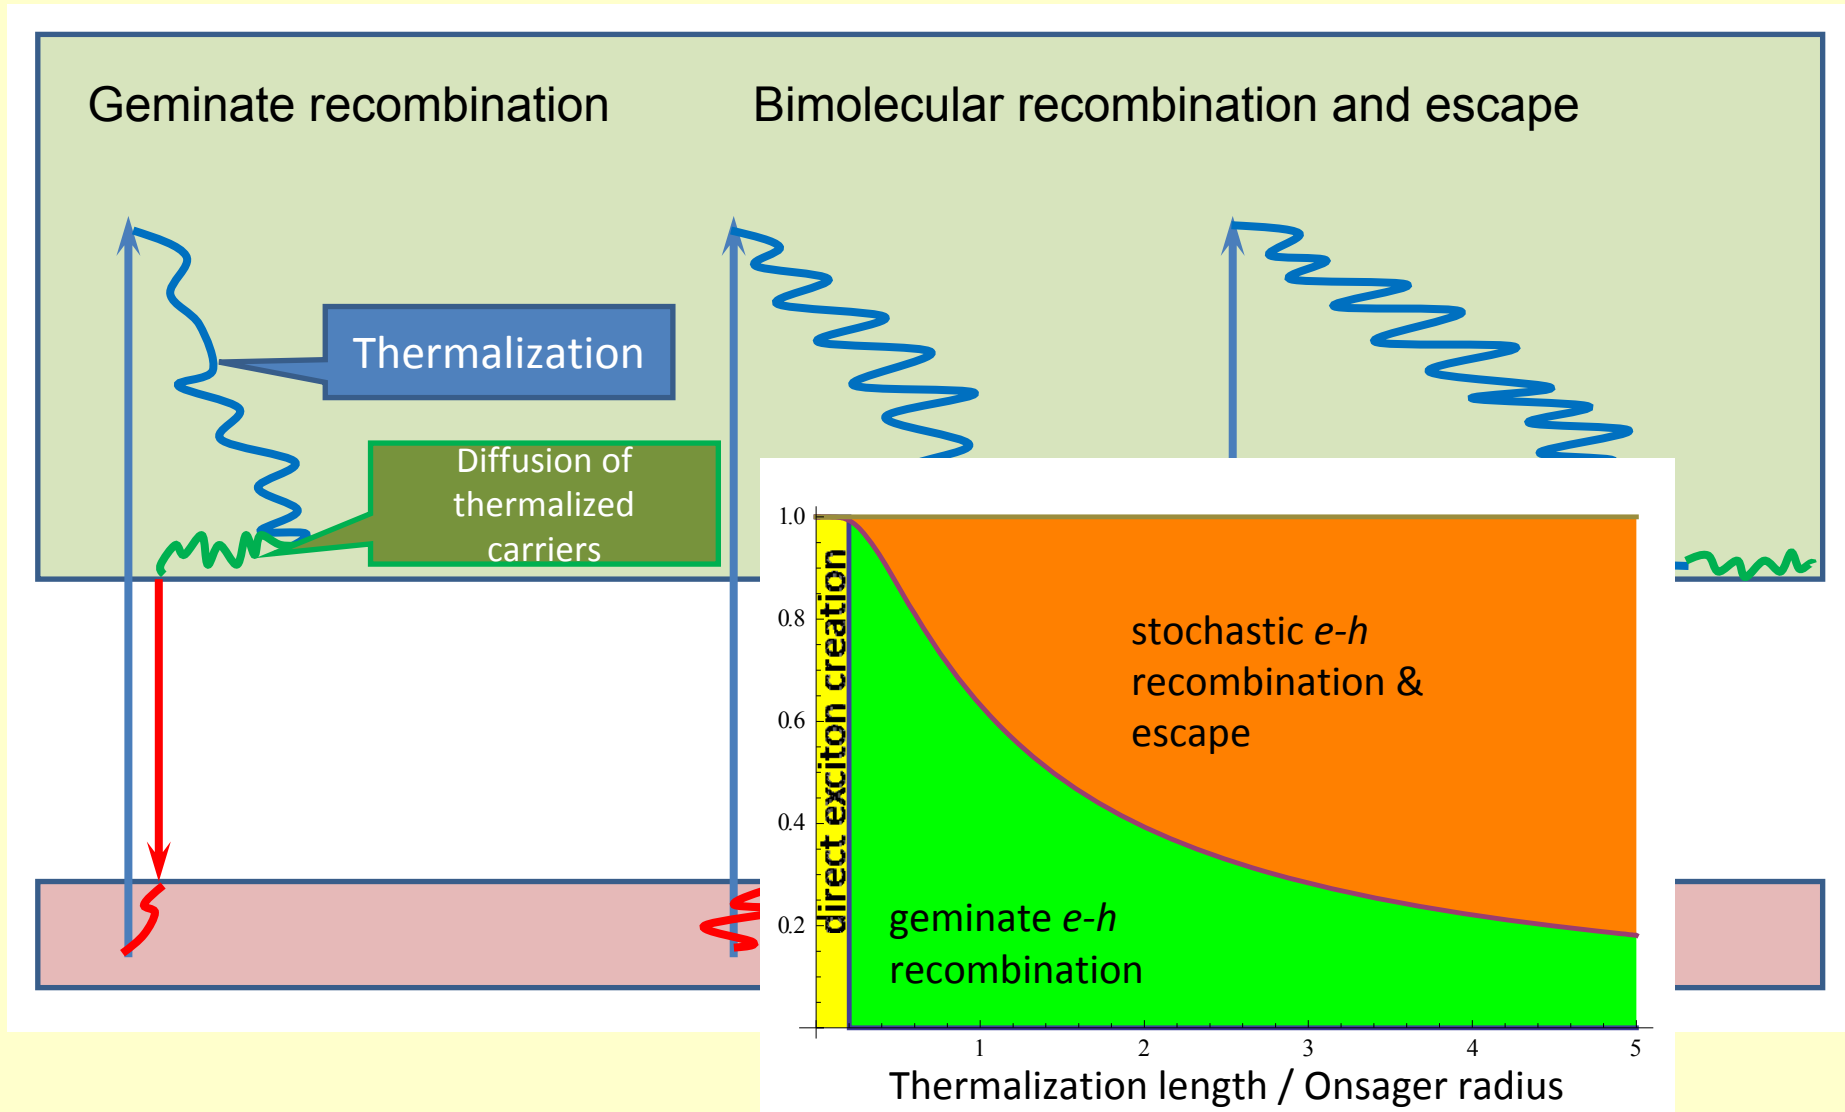 Geminate recombination
Bimolecular recombination and escape
Thermalization
Diffusion of
thermalized
carriers
1.0
0.8
0.6
0.4
0.2
direct exciton creation
stochastic e-h
recombination &
escape
geminate e-h
recombination
1 2 3 4 5
Thermalization length / Onsager radius